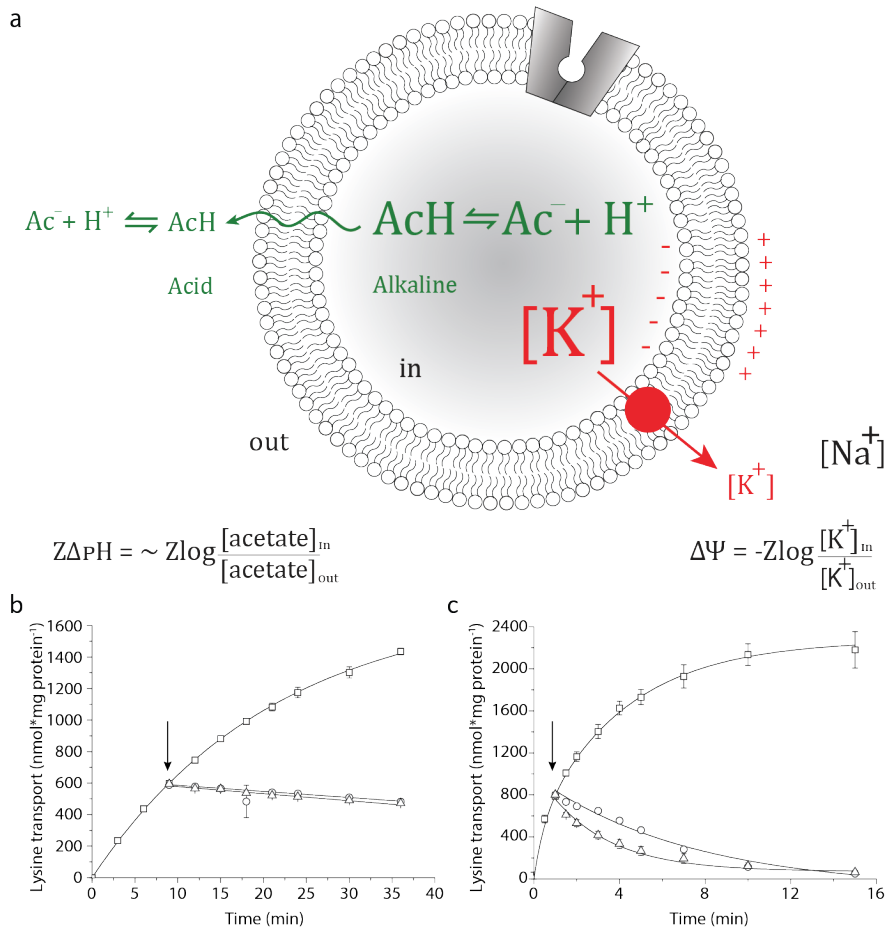 a
Ac⁻+ H⁺ ⇌ AcH
AcH ⇌ Ac⁻+ H⁺
Acid
Alkaline
[K⁺]
in
out
[Na⁺]
[K⁺]
ZΔpH = ~ Zlog [acetate]In / [acetate]out
ΔΨ = -Zlog [K⁺]In / [K⁺]out
b
Lysine transport (nmol*mg protein⁻¹)
1600
1400
1200
1000
800
600
400
200
0
0 5 10 15 20 25 30 35 40
Time (min)
c
Lysine transport (nmol*mg protein⁻¹)
2400
2000
1600
1200
800
400
0
0 4 8 12 16
Time (min)